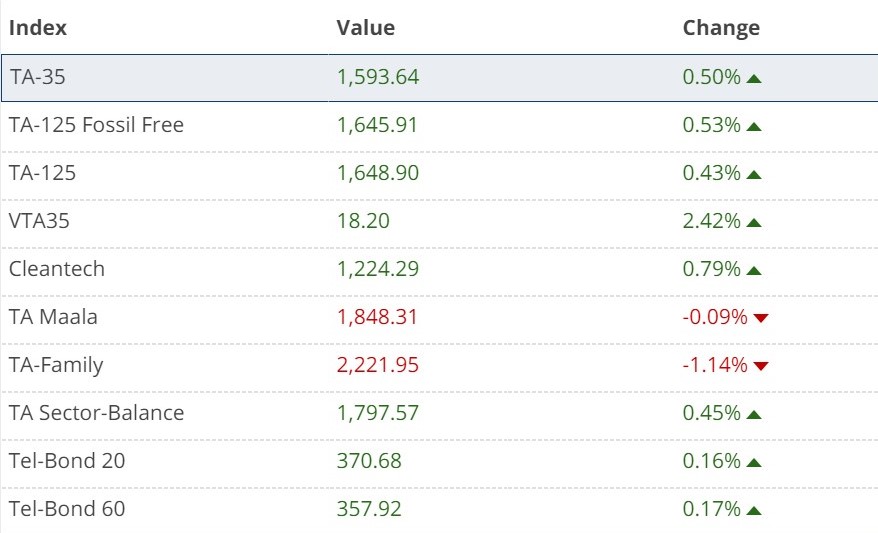 Index Value Change
TA-35 1,593.64 0.50% ▲
TA-125 Fossil Free 1,645.91 0.53% ▲
TA-125 1,648.90 0.43% ▲
VTA35 18.20 2.42% ▲
Cleantech 1,224.29 0.79% ▲
TA Maala 1,848.31 -0.09% ▼
TA-Family 2,221.95 -1.14% ▼
TA Sector-Balance 1,797.57 0.45% ▲
Tel-Bond 20 370.68 0.16% ▲
Tel-Bond 60 357.92 0.17% ▲